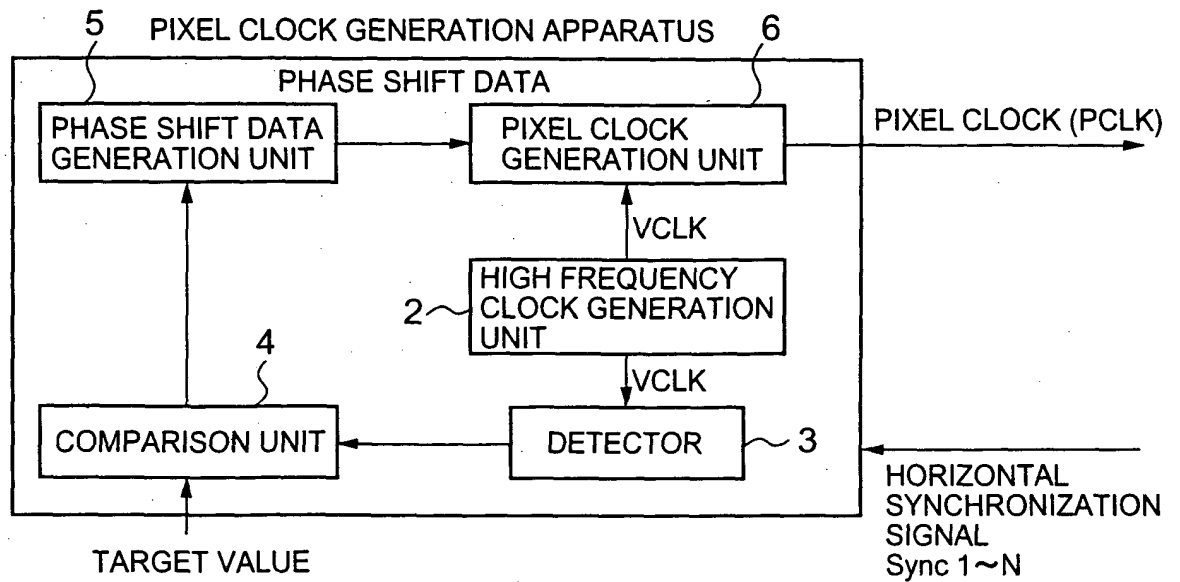 5
PIXEL CLOCK GENERATION APPARATUS
6
PHASE SHIFT DATA
PHASE SHIFT DATA
GENERATION UNIT
PIXEL CLOCK
GENERATION UNIT
PIXEL CLOCK (PCLK)
VCLK
2
HIGH FREQUENCY
CLOCK GENERATION
UNIT
4
VCLK
COMPARISON UNIT
DETECTOR
3
HORIZONTAL
SYNCHRONIZATION
SIGNAL
Sync 1~N
TARGET VALUE